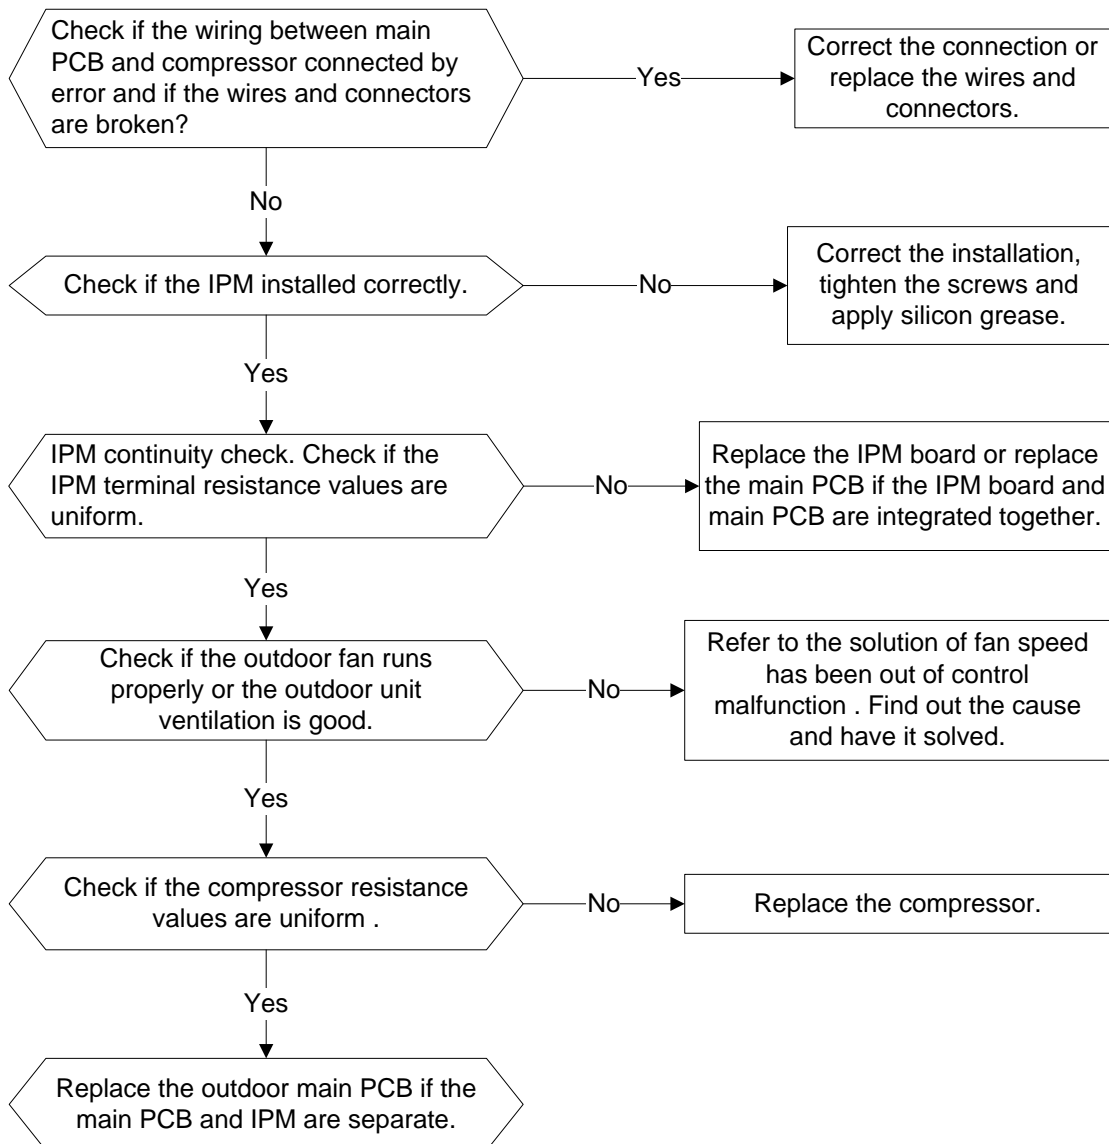 Check if the wiring between main
PCB and compressor connected by
error and if the wires and connectors
are broken?
Yes
Correct the connection or
replace the wires and
connectors.
No
Check if the IPM installed correctly.
No
Correct the installation,
tighten the screws and
apply silicon grease.
Yes
IPM continuity check. Check if the
IPM terminal resistance values are
uniform.
No
Replace the IPM board or replace
the main PCB if the IPM board and
main PCB are integrated together.
Yes
Check if the outdoor fan runs
properly or the outdoor unit
ventilation is good.
No
Refer to the solution of fan speed
has been out of control
malfunction . Find out the cause
and have it solved.
Yes
Check if the compressor resistance
values are uniform .
No
Replace the compressor.
Yes
Replace the outdoor main PCB if the
main PCB and IPM are separate.